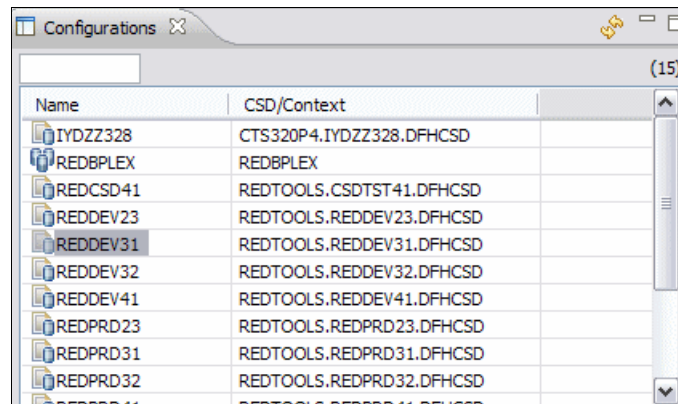 Configurations
(15)
Name CSD/Context
IYDZZ328 CTS320P4.IYDZZ328.DFHCSD
REDBPLEX REDBPLEX
REDCSD41 REDTOOLS.CSDTST41.DFHCSD
REDDEV23 REDTOOLS.REDDEV23.DFHCSD
REDDEV31 REDTOOLS.REDDEV31.DFHCSD
REDDEV32 REDTOOLS.REDDEV32.DFHCSD
REDDEV41 REDTOOLS.REDDEV41.DFHCSD
REDPRD23 REDTOOLS.REDPRD23.DFHCSD
REDPRD31 REDTOOLS.REDPRD31.DFHCSD
REDPRD32 REDTOOLS.REDPRD32.DFHCSD